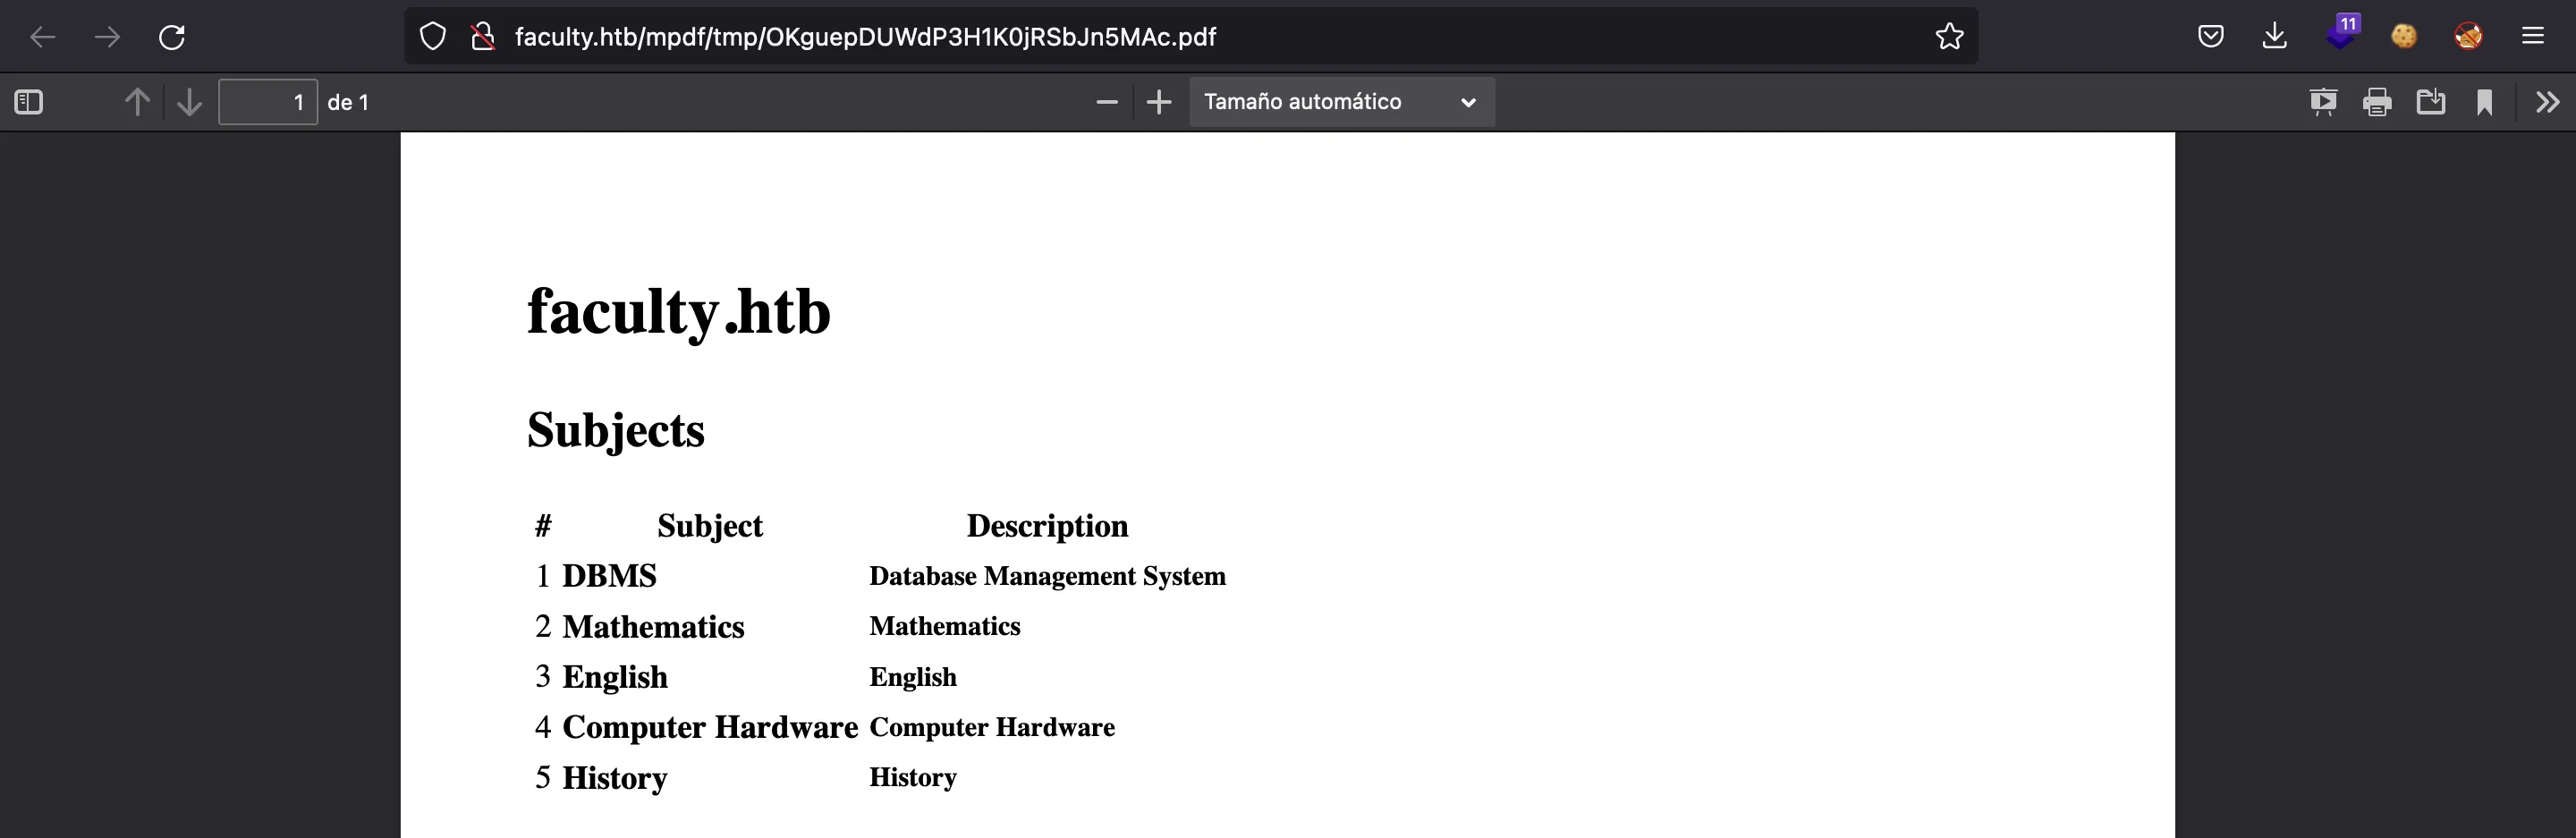 faculty.htb/mpdf/tmp/OKguepDUWdP3H1K0jRSbJn5MAc.pdf
11
1 de 1
Tamaño automático
faculty.htb
Subjects
# Subject Description
1 DBMS Database Management System
2 Mathematics Mathematics
3 English English
4 Computer Hardware Computer Hardware
5 History History